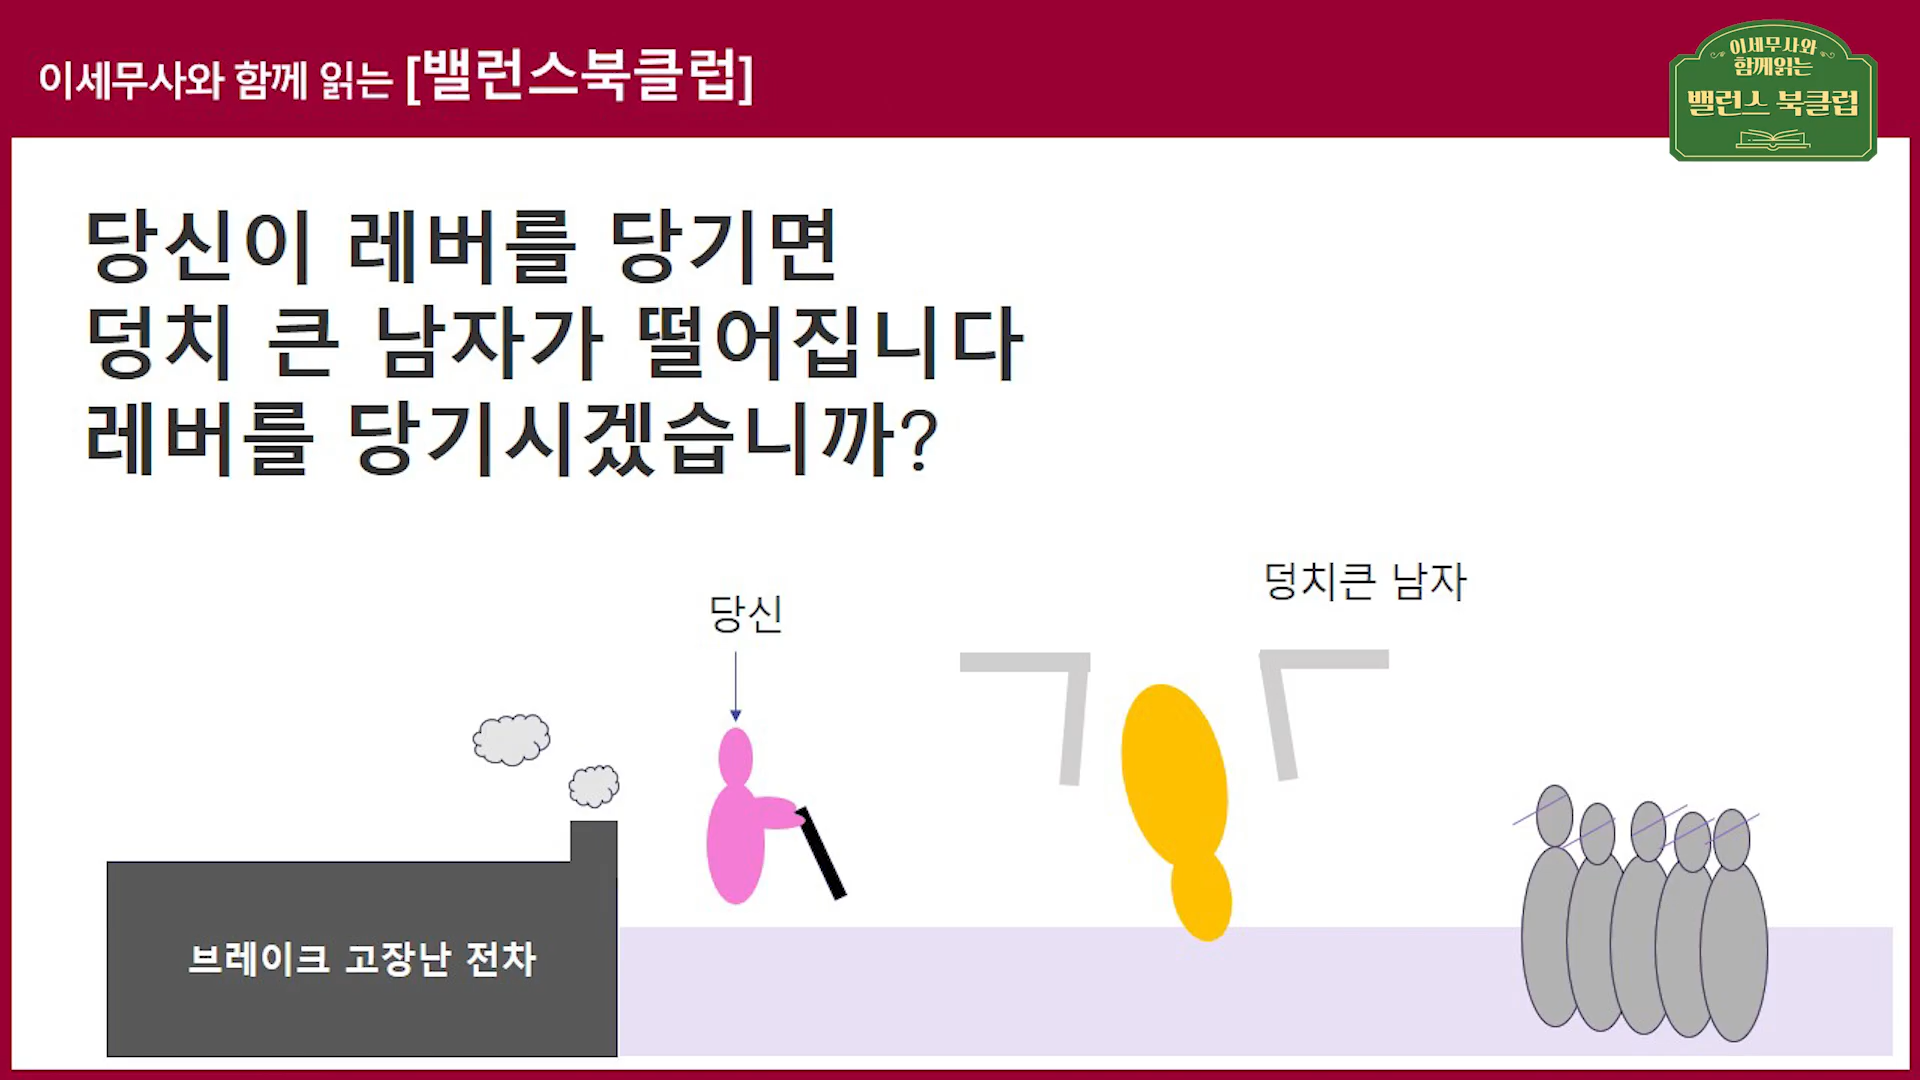 이세무사와 함께 읽는 [밸런스북클럽]
이세무사와
함께읽는
밸런스 북클럽
당신이 레버를 당기면
덩치 큰 남자가 떨어집니다
레버를 당기시겠습니까?
덩치큰 남자
당신
브레이크 고장난 전차